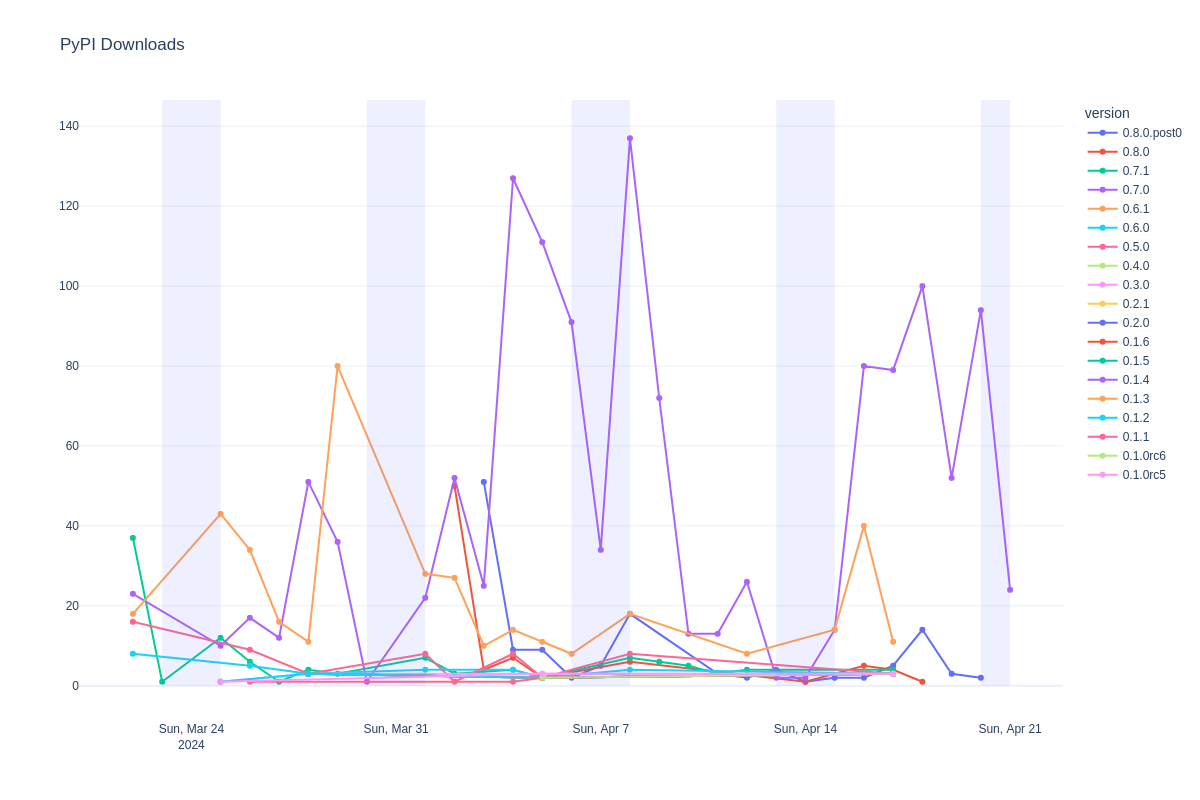 PyPI Downloads
140
120
100
80
60
40
20
0
Sun, Mar 24
2024
Sun, Mar 31
Sun, Apr 7
Sun, Apr 14
Sun, Apr 21
version
0.8.0.post0
0.8.0
0.7.1
0.7.0
0.6.1
0.6.0
0.5.0
0.4.0
0.3.0
0.2.1
0.2.0
0.1.6
0.1.5
0.1.4
0.1.3
0.1.2
0.1.1
0.1.0rc6
0.1.0rc5